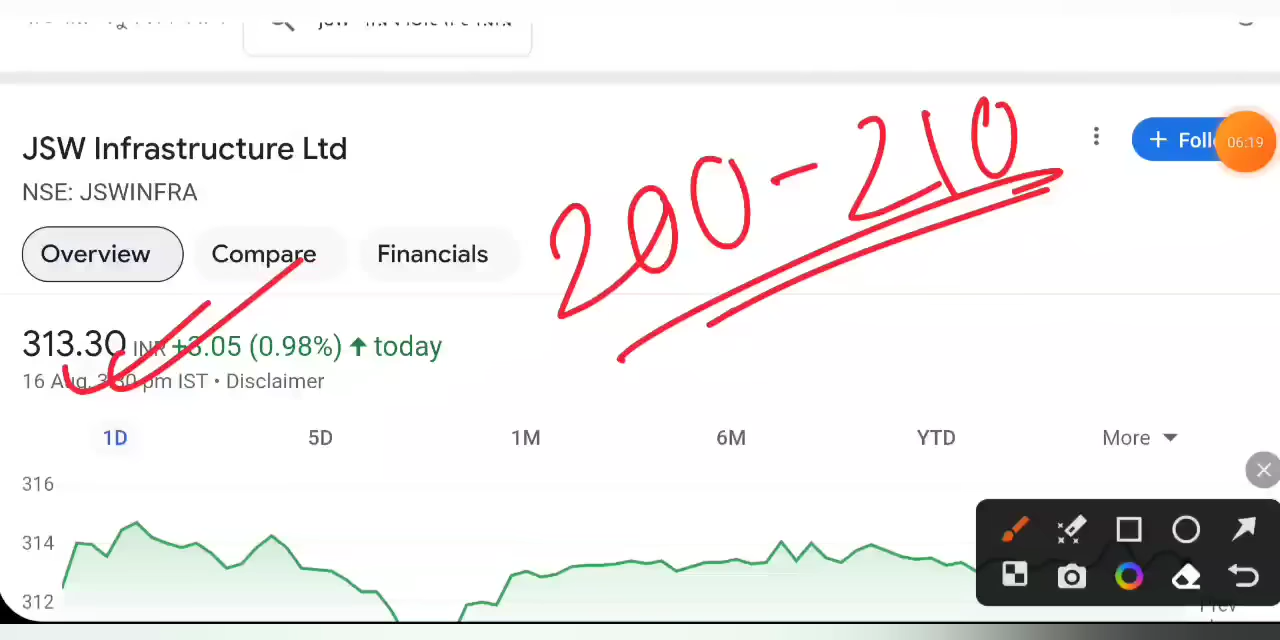 JSW Infrastructure Ltd
+ Foll
06:19
NSE: JSWINFRA
200-210
Overview
Compare
Financials
313.30 INR +3.05 (0.98%) ↑ today
16 Aug, 3:30 pm IST • Disclaimer
1D
5D
1M
6M
YTD
More
316
314
312
Prev